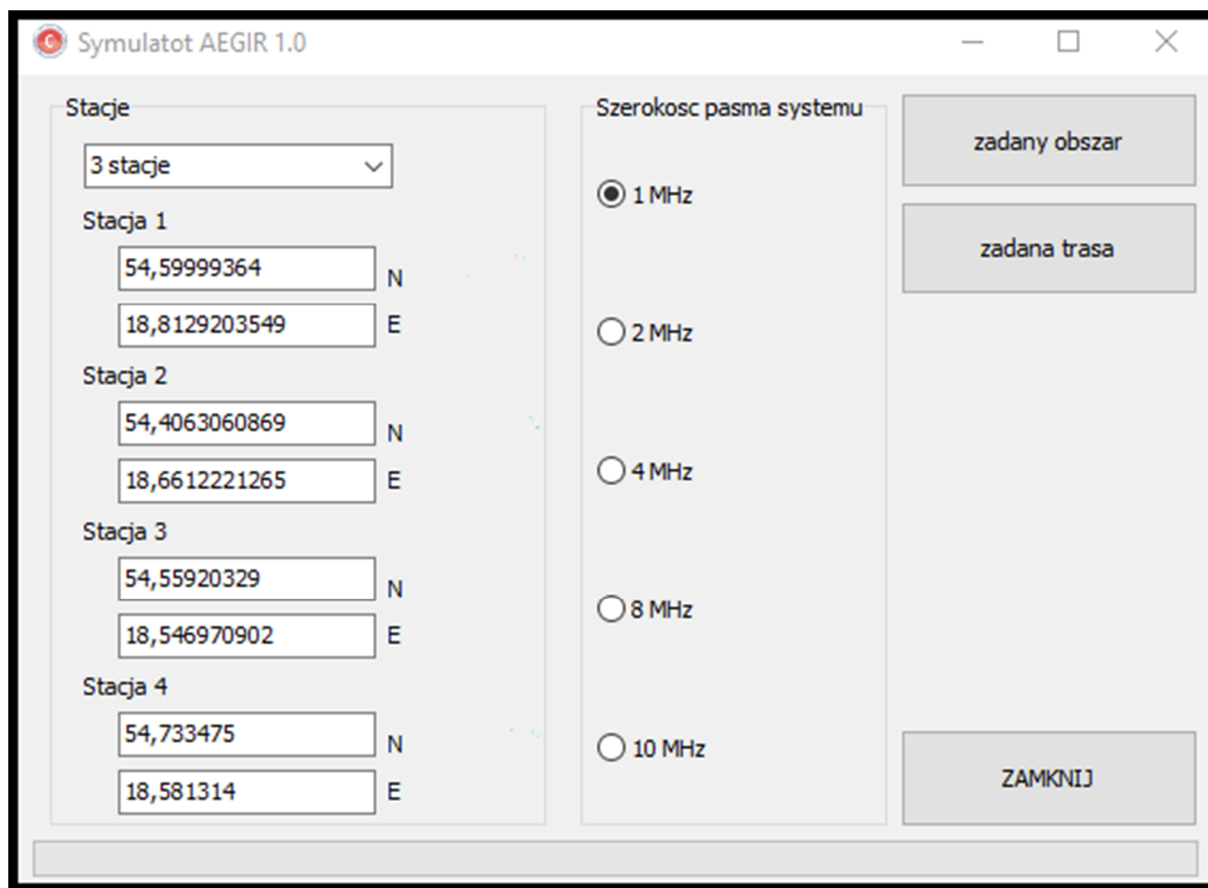 Symulatot AEGIR 1.0
Stacje
3 stacje
Stacja 1
54,59999364 N
18,8129203549 E
Stacja 2
54,4063060869 N
18,6612221265 E
Stacja 3
54,55920329 N
18,546970902 E
Stacja 4
54,733475 N
18,581314 E
Szerokosc pasma systemu
1 MHz
2 MHz
4 MHz
8 MHz
10 MHz
zadany obszar
zadana trasa
ZAMKNIJ